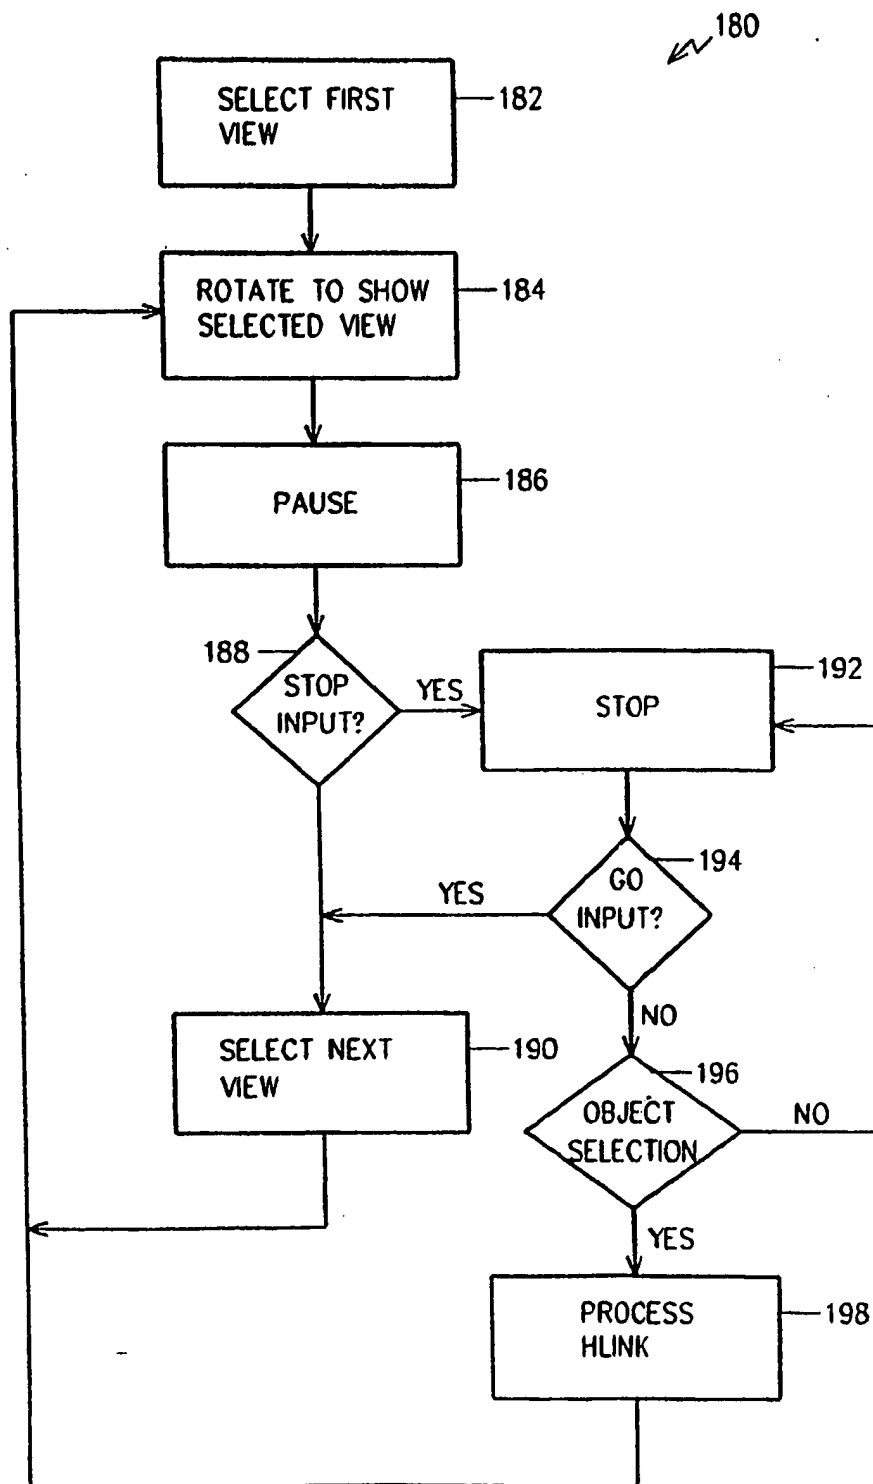 180
SELECT FIRST
VIEW
182
ROTATE TO SHOW
SELECTED VIEW
184
PAUSE
186
188
STOP
INPUT?
YES
STOP
192
GO
INPUT?
194
YES
NO
SELECT NEXT
VIEW
190
OBJECT
SELECTION
196
NO
YES
PROCESS
HLINK
198